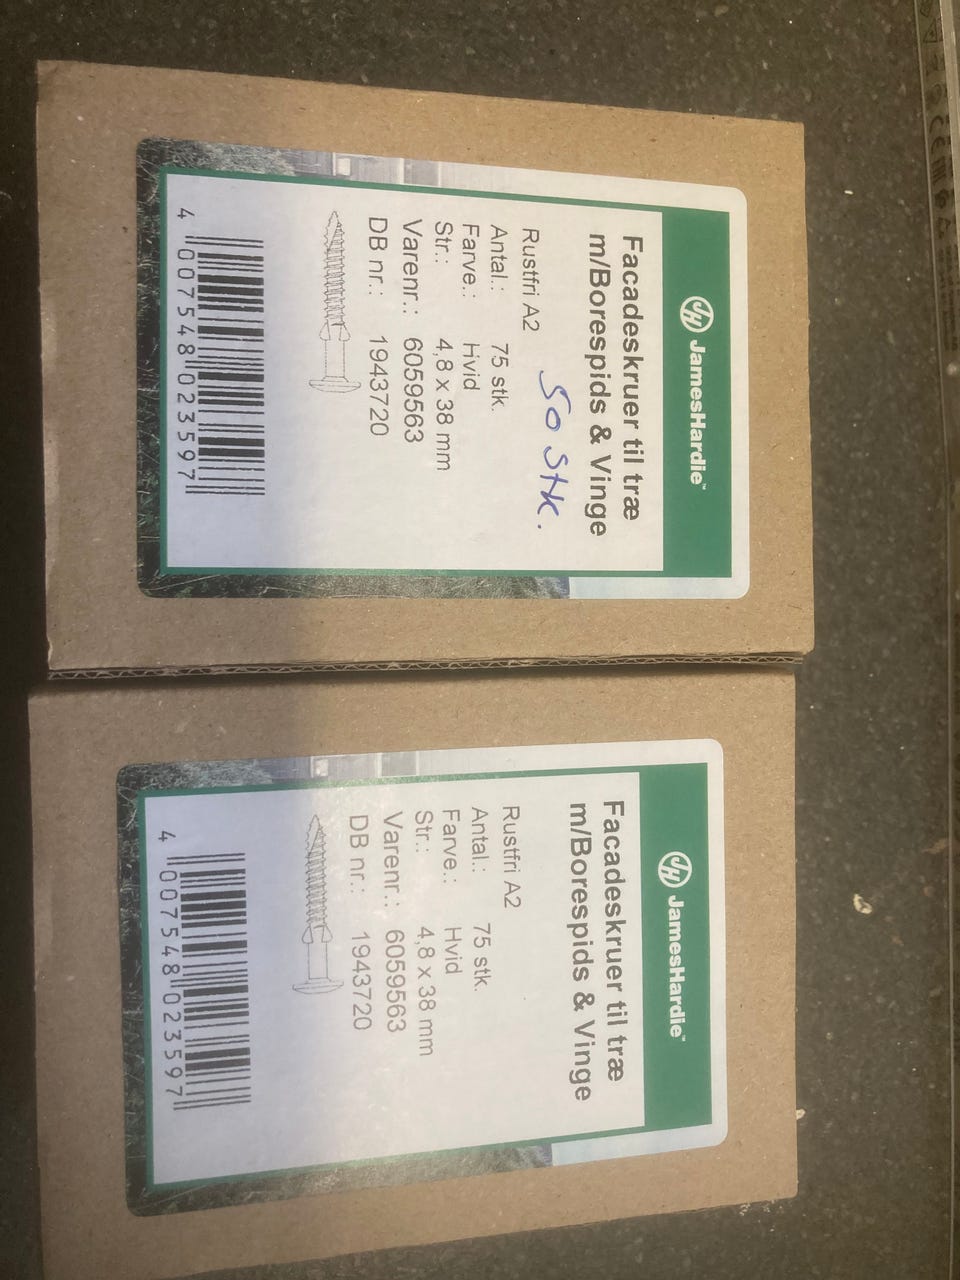 JamesHardie™
Facadeskruer til træ
m/Borespids & Vinge
50 stk.
Rustfri A2
Antal.: 75 stk.
Farve.: Hvid
Str.: 4,8 x 38 mm
Varenr.: 6059563
DB nr.: 1943720
4 007548 023597
JamesHardie™
Facadeskruer til træ
m/Borespids & Vinge
Rustfri A2
Antal.: 75 stk.
Farve.: Hvid
Str.: 4,8 x 38 mm
Varenr.: 6059563
DB nr.: 1943720
4 007548 023597